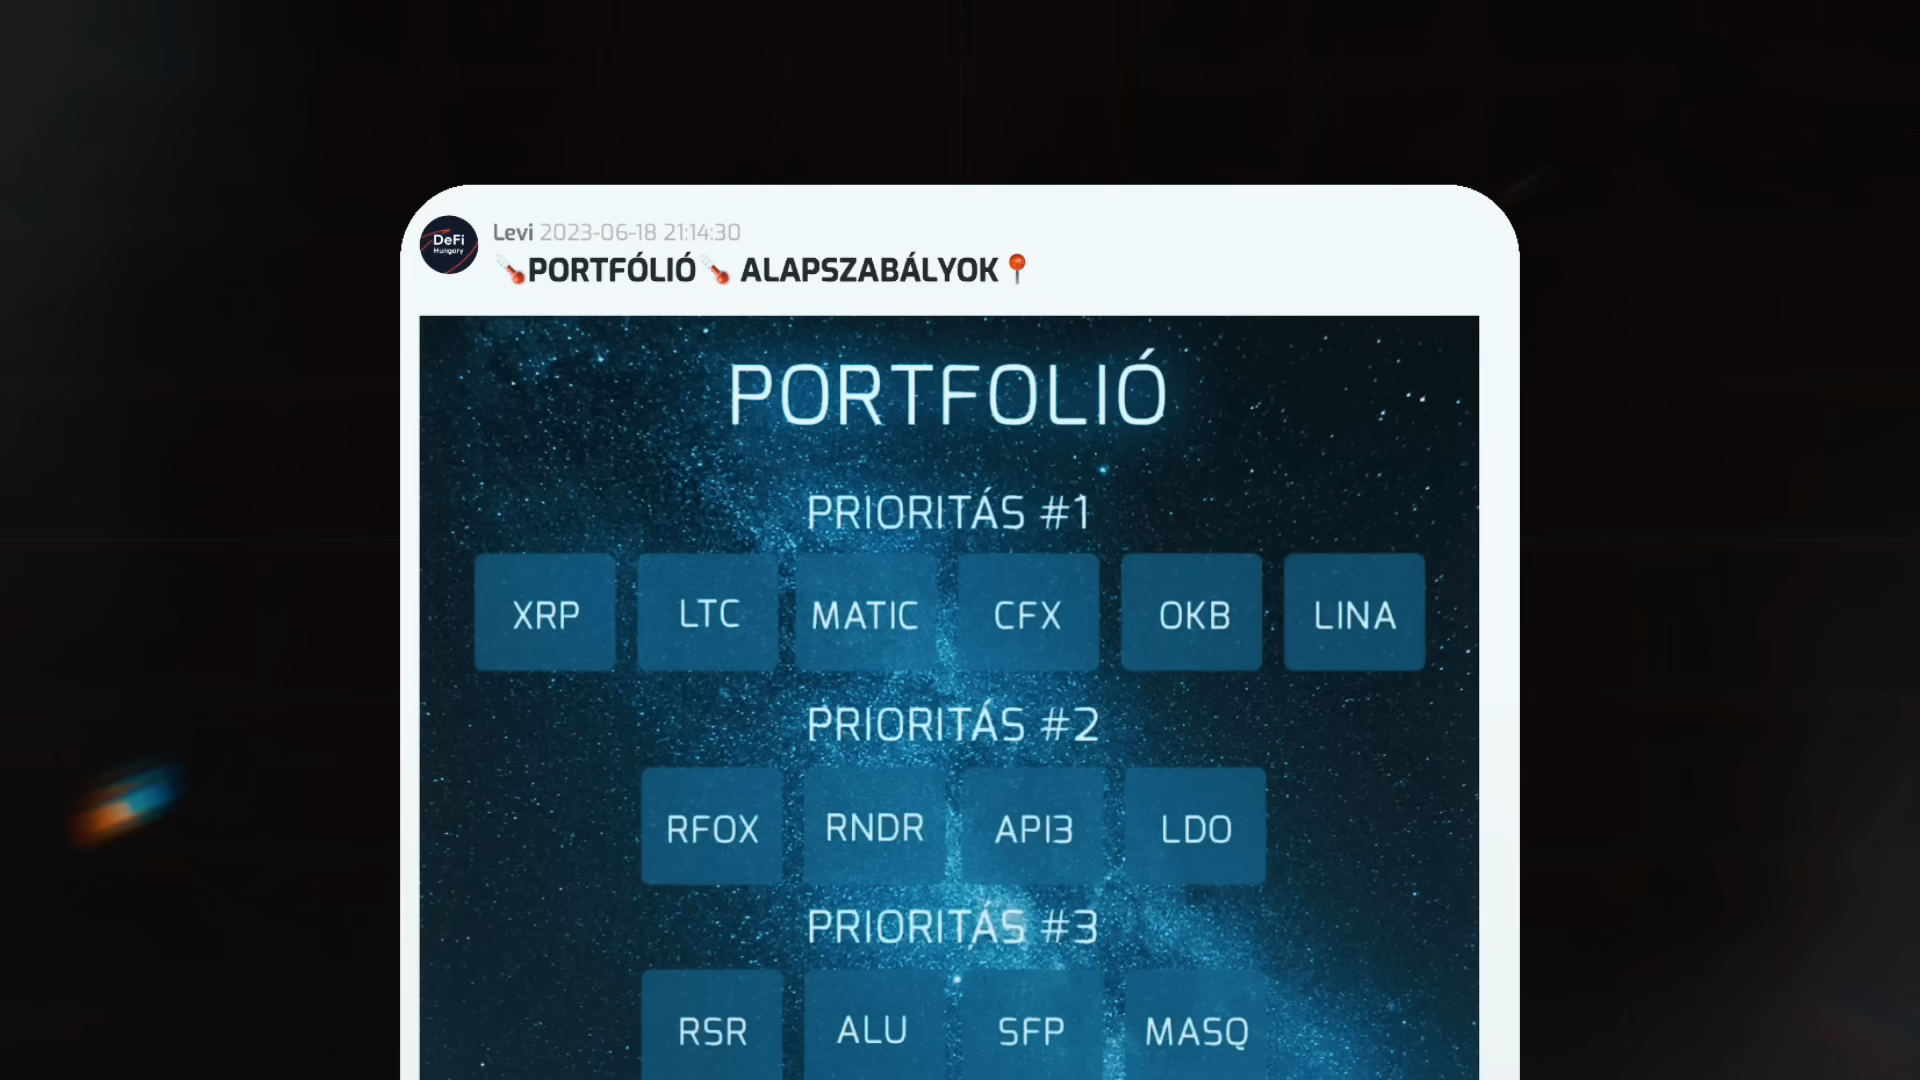 DeFi
Hungary
Levi 2023-06-18 21:14:30
PORTFÓLIÓ ALAPSZABÁLYOK
PORTFOLIÓ
PRIORITÁS #1
XRP LTC MATIC CFX OKB LINA
PRIORITÁS #2
RFOX RNDR API3 LDO
PRIORITÁS #3
RSR ALU SFP MASQ